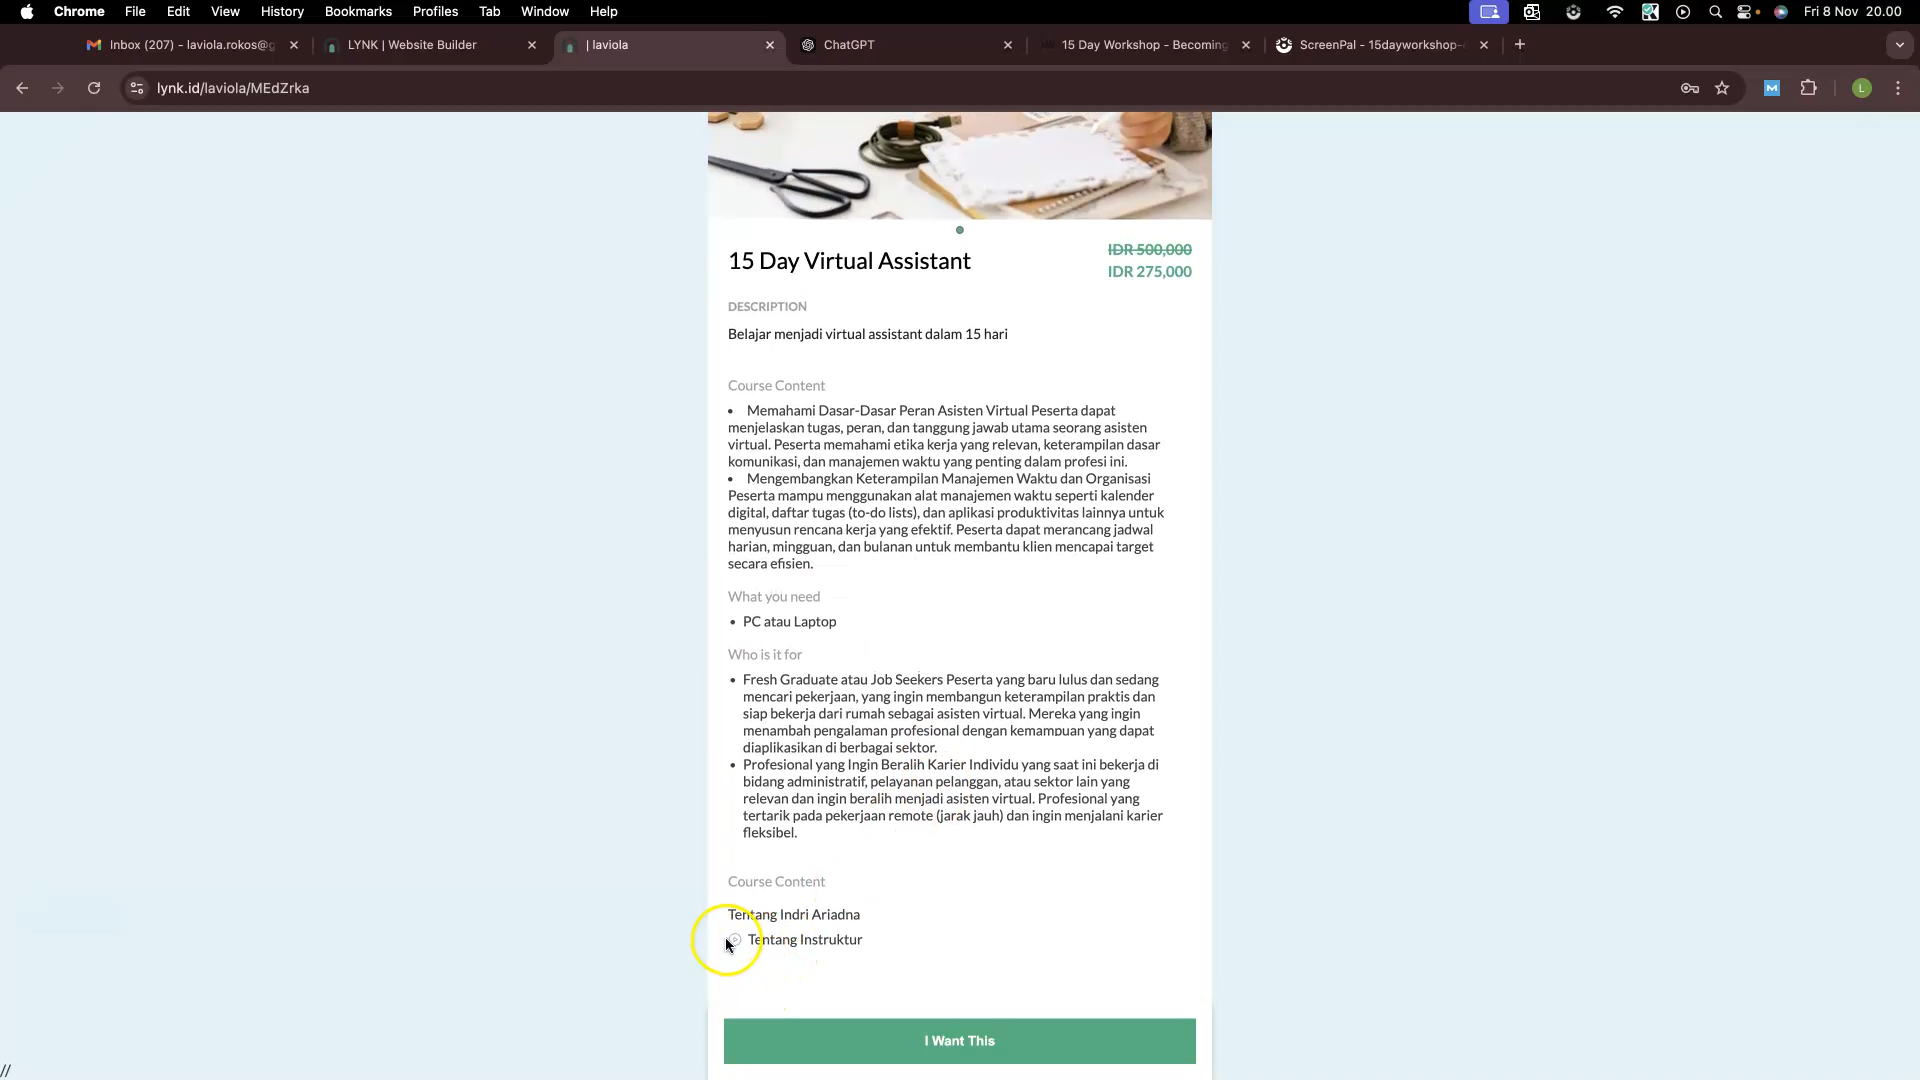 Chrome File Edit View History Bookmarks Profiles Tab Window Help Fri 8 Nov 20.00
Inbox (207) - laviola.rokos@g LYNK | Website Builder | laviola ChatGPT 15 Day Workshop - Becoming ScreenPal - 15dayworkshop-
lynk.id/laviola/MEdZrka L
15 Day Virtual Assistant
IDR 500,000
IDR 275,000
DESCRIPTION
Belajar menjadi virtual assistant dalam 15 hari
Course Content
• Memahami Dasar-Dasar Peran Asisten Virtual Peserta dapat
menjelaskan tugas, peran, dan tanggung jawab utama seorang asisten
virtual. Peserta memahami etika kerja yang relevan, keterampilan dasar
komunikasi, dan manajemen waktu yang penting dalam profesi ini.
• Mengembangkan Keterampilan Manajemen Waktu dan Organisasi
Peserta mampu menggunakan alat manajemen waktu seperti kalender
digital, daftar tugas (to-do lists), dan aplikasi produktivitas lainnya untuk
menyusun rencana kerja yang efektif. Peserta dapat merancang jadwal
harian, mingguan, dan bulanan untuk membantu klien mencapai target
secara efisien.
What you need
• PC atau Laptop
Who is it for
• Fresh Graduate atau Job Seekers Peserta yang baru lulus dan sedang
mencari pekerjaan, yang ingin membangun keterampilan praktis dan
siap bekerja dari rumah sebagai asisten virtual. Mereka yang ingin
menambah pengalaman profesional dengan kemampuan yang dapat
diaplikasikan di berbagai sektor.
• Profesional yang Ingin Beralih Karier Individu yang saat ini bekerja di
bidang administratif, pelayanan pelanggan, atau sektor lain yang
relevan dan ingin beralih menjadi asisten virtual. Profesional yang
tertarik pada pekerjaan remote (jarak jauh) dan ingin menjalani karier
fleksibel.
Course Content
Tentang Indri Ariadna
Tentang Instruktur
I Want This
//